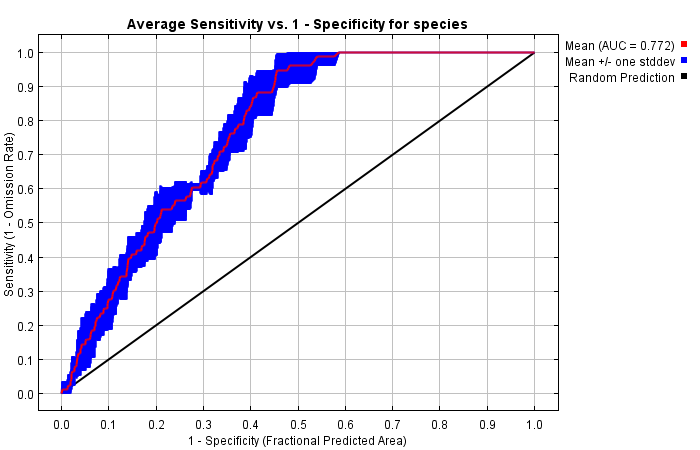 Average Sensitivity vs. 1 - Specificity for species
Mean (AUC = 0.772)
Mean +/- one stddev
Random Prediction
Sensitivity (1 - Omission Rate)
1.0
0.9
0.8
0.7
0.6
0.5
0.4
0.3
0.2
0.1
0.0
0.0 0.1 0.2 0.3 0.4 0.5 0.6 0.7 0.8 0.9 1.0
1 - Specificity (Fractional Predicted Area)